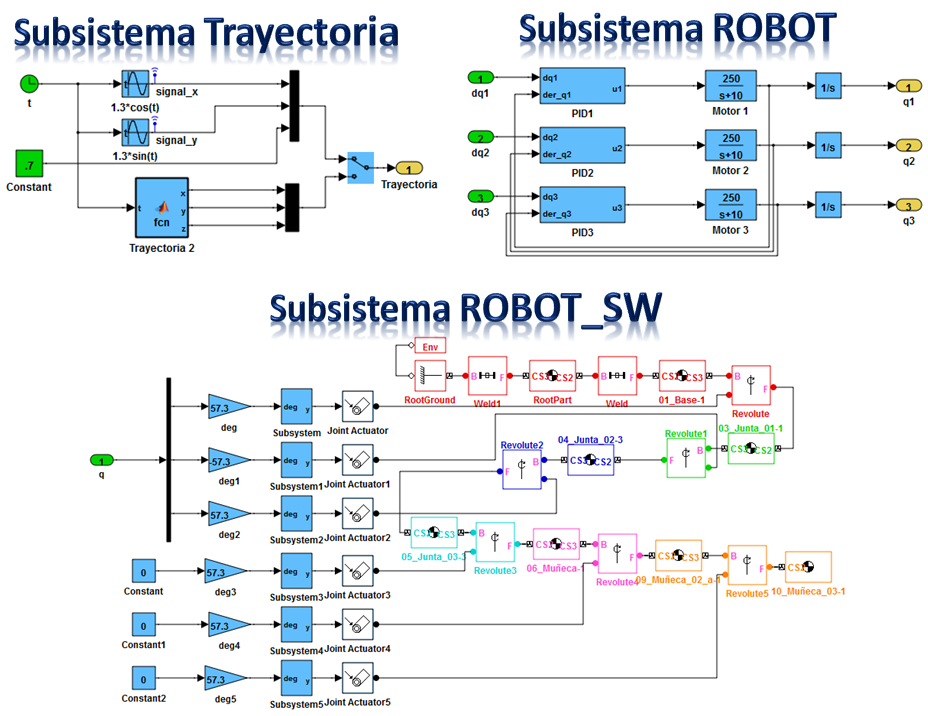 Subsistema Trayectoria
t
t
signal_x
1.3*cos(t)
t
signal_y
1.3*sin(t)
.7
Constant
t
fcn
x
y
z
Trayectoria 2
1
Trayectoria
Subsistema ROBOT
1
dq1
dq1
der_q1
u1
PID1
250
s+10
Motor 1
1/s
1
q1
2
dq2
dq2
der_q2
u2
PID2
250
s+10
Motor 2
1/s
2
q2
3
dq3
dq3
der_q3
u3
PID3
250
s+10
Motor 3
1/s
3
q3
Subsistema ROBOT_SW
Env
RootGround
B F
Weld1
CS1 CS2
RootPart
B F
Weld
CS2 CS3
01_Base-1
B
F
Revolute
57.3
deg
deg y
Subsystem
Joint Actuator
Revolute2
B
F
04_Junta_02-3
CS3 CS2
Revolute1
B
F
03_Junta_01-1
CS3 CS2
1
q
57.3
deg1
deg y
Subsystem1
Joint Actuator1
57.3
deg2
deg y
Subsystem2
Joint Actuator2
CS2 CS3
05_Junta_03-
B
F
Revolute3
CS2 CS3
06_Muñeca-1
B
F
Revolute4
CS2 CS3
09_Muñeca_02_a-1
B
F
Revolute5
CS2
10_Muñeca_03-1
0
Constant
57.3
deg3
deg y
Subsystem3
Joint Actuator3
0
Constant1
57.3
deg4
deg y
Subsystem4
Joint Actuator4
0
Constant2
57.3
deg5
deg y
Subsystem5
Joint Actuator5